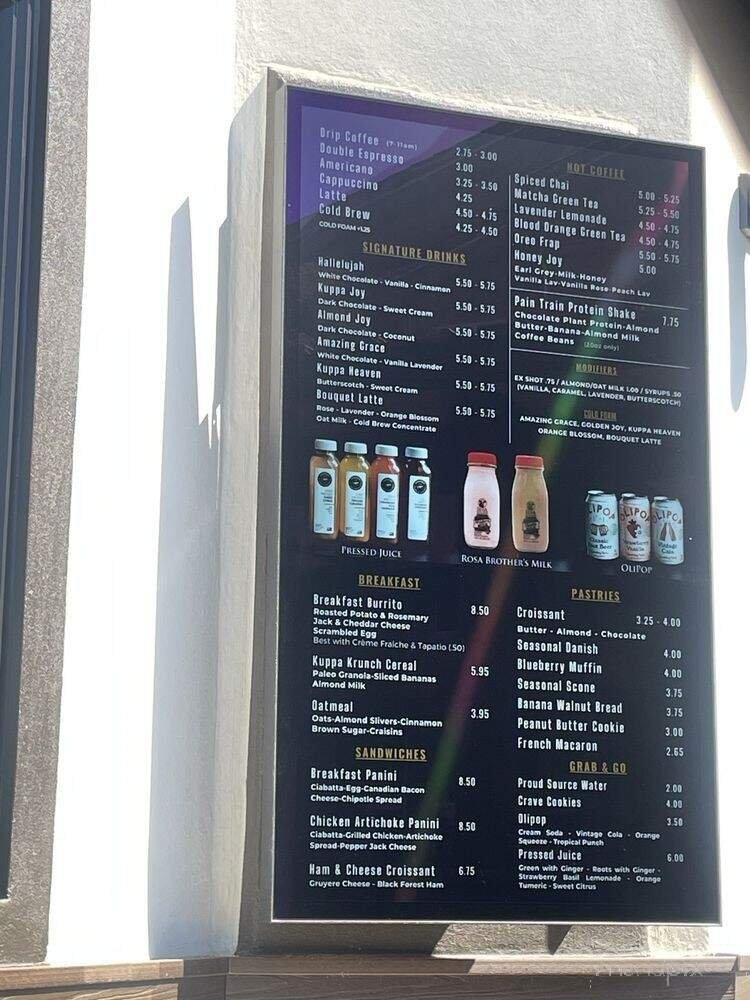 Drip Coffee (7-11am) 2.75 - 3.00
Double Espresso 3.00
Americano 3.25 - 3.50
Cappuccino 4.25
Latte 4.50 - 4.75
Cold Brew 4.25 - 4.50
COLD FOAM +1.25
SIGNATURE DRINKS
Hallelujah 5.50 - 5.75
White Chocolate - Vanilla - Cinnamon
Kuppa Joy 5.50 - 5.75
Dark Chocolate - Sweet Cream
Almond Joy 5.50 - 5.75
Dark Chocolate - Coconut
Amazing Grace 5.50 - 5.75
White Chocolate - Vanilla Lavender
Kuppa Heaven 5.50 - 5.75
Butterscotch - Sweet Cream
Bouquet Latte 5.50 - 5.75
Rose - Lavender - Orange Blossom
Oat Milk - Cold Brew Concentrate
HOT COFFEE
Spiced Chai 5.00 - 5.25
Matcha Green Tea 5.25 - 5.50
Lavender Lemonade 4.50 - 4.75
Blood Orange Green Tea 4.50 - 4.75
Oreo Frap 5.50 - 5.75
Honey Joy 5.00
Earl Grey-Milk-Honey
Vanilla Lav-Vanilla Rose-Peach Lav
Pain Train Protein Shake 7.75
Chocolate Plant Protein-Almond
Butter-Banana-Almond Milk
Coffee Beans (20oz only)
MODIFIERS
EX SHOT .75 / ALMOND/OAT MILK 1.00 / SYRUPS .50
(VANILLA, CARAMEL, LAVENDER, BUTTERSCOTCH)
COLD FOAM
AMAZING GRACE, GOLDEN JOY, KUPPA HEAVEN
ORANGE BLOSSOM, BOUQUET LATTE
PRESSED JUICE
ROSA BROTHER'S MILK
OLIPOP
BREAKFAST
Breakfast Burrito 8.50
Roasted Potato & Rosemary
Jack & Cheddar Cheese
Scrambled Egg
Best with Crème Fraiche & Tapatio (.50)
Kuppa Krunch Cereal 5.95
Paleo Granola-Sliced Bananas
Almond Milk
Oatmeal 3.95
Oats-Almond Slivers-Cinnamon
Brown Sugar-Craisins
SANDWICHES
Breakfast Panini 8.50
Ciabatta-Egg-Canadian Bacon
Cheese-Chipotle Spread
Chicken Artichoke Panini 8.50
Ciabatta-Grilled Chicken-Artichoke
Spread-Pepper Jack Cheese
Ham & Cheese Croissant 6.75
Gruyere Cheese - Black Forest Ham
PASTRIES
Croissant 3.25 - 4.00
Butter - Almond - Chocolate
Seasonal Danish 4.00
Blueberry Muffin 4.00
Seasonal Scone 3.75
Banana Walnut Bread 3.75
Peanut Butter Cookie 3.00
French Macaron 2.65
GRAB & GO
Proud Source Water 2.00
Crave Cookies 4.00
Olipop 3.50
Cream Soda - Vintage Cola - Orange
Squeeze - Tropical Punch
Pressed Juice 6.00
Green with Ginger - Roots with Ginger -
Strawberry Basil Lemonade - Orange
Tumeric - Sweet Citrus